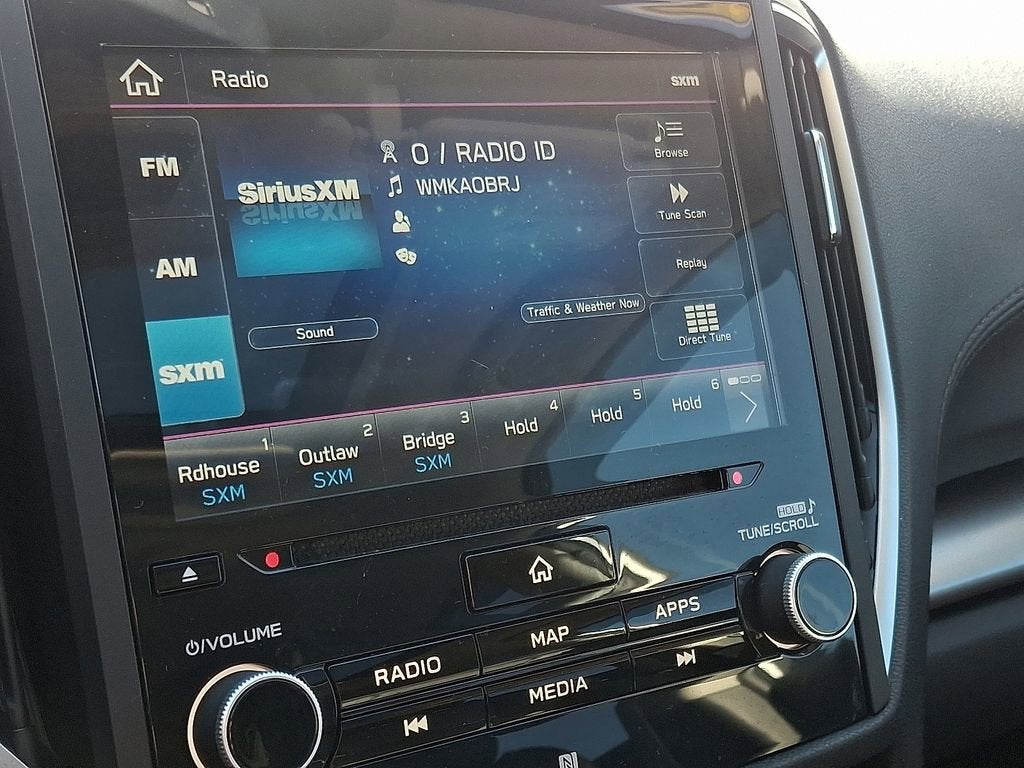 Radio
sxm
FM
AM
sxm
SiriusXM
0 / RADIO ID
WMKA0BRJ
Browse
Tune Scan
Replay
Direct Tune
Traffic & Weather Now
Sound
1
Rdhouse
SXM
2
Outlaw
SXM
3
Bridge
SXM
4
Hold
5
Hold
6
Hold
HOLD
TUNE/SCROLL
/VOLUME
RADIO
MAP
APPS
MEDIA